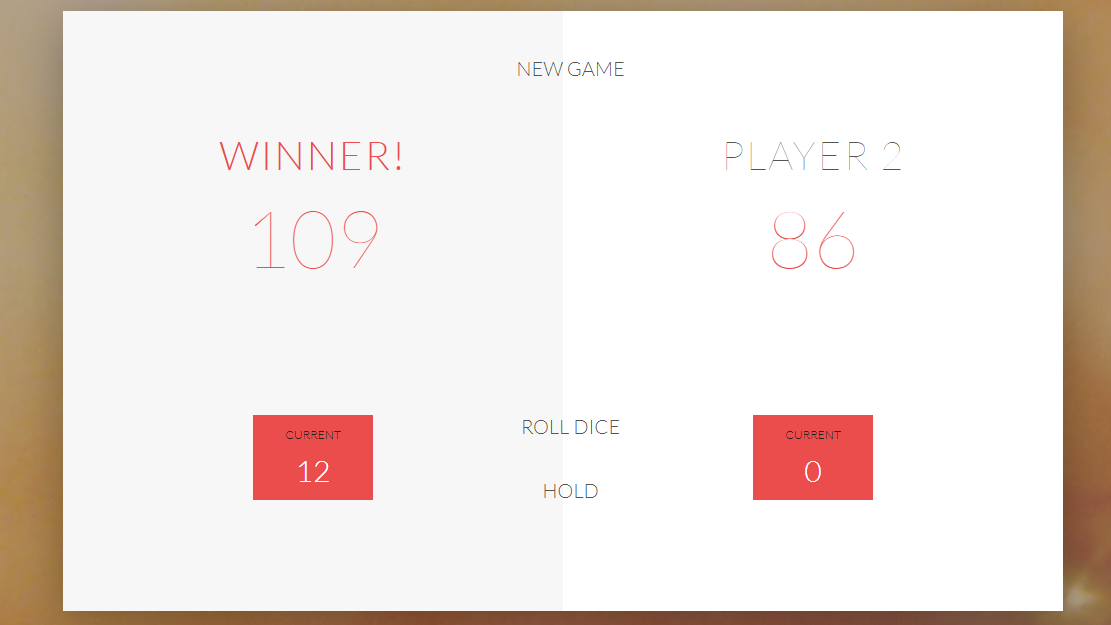 NEW GAME
WINNER!
109
PLAYER 2
86
CURRENT
12
ROLL DICE
HOLD
CURRENT
0